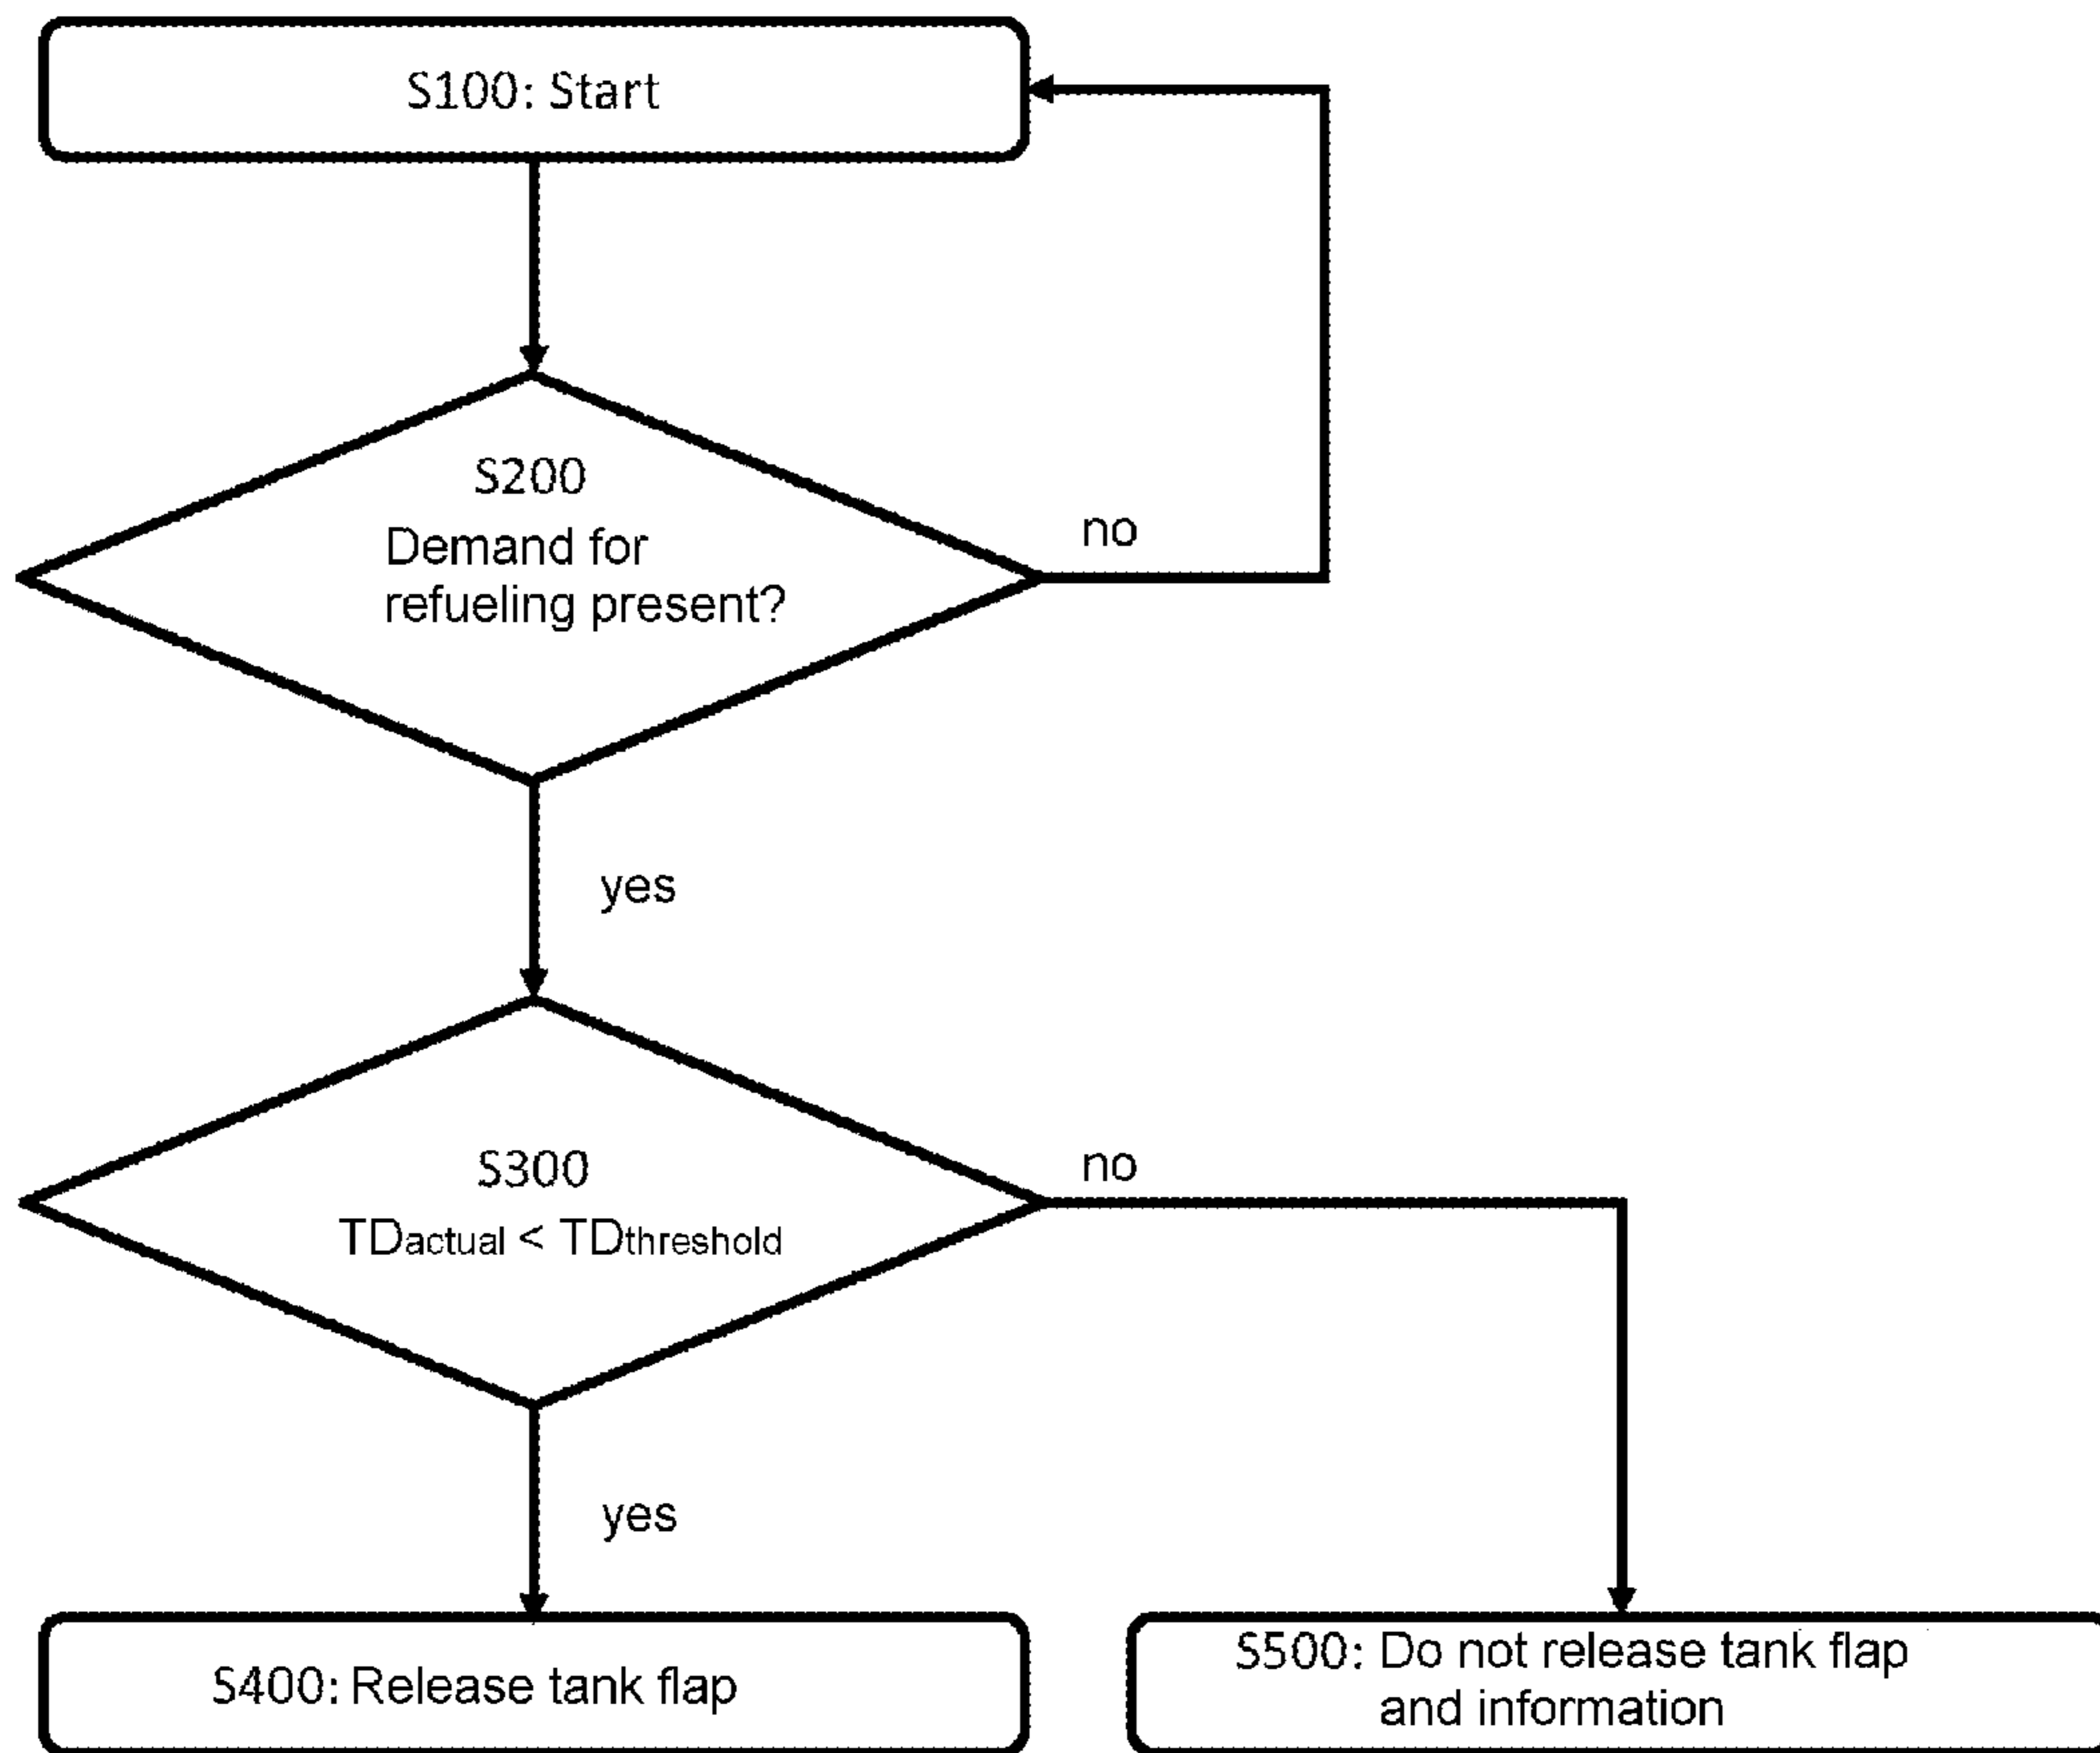 S100: Start
S200
Demand for
refueling present?
no
yes
S300
TDactual < TDthreshold
no
yes
S400: Release tank flap
S500: Do not release tank flap
and information